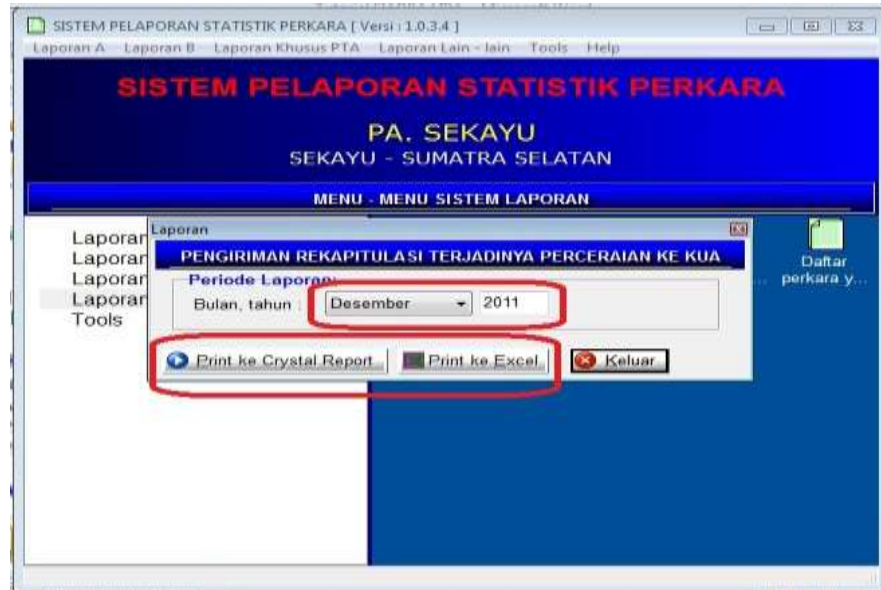 SISTEM PELAPORAN STATISTIK PERKARA [ Versi : 1.0.3.4 ]
Laporan A Laporan B Laporan Khusus PTA Laporan Lain - lain Tools Help
SISTEM PELAPORAN STATISTIK PERKARA
PA. SEKAYU
SEKAYU - SUMATRA SELATAN
MENU - MENU SISTEM LAPORAN
Laporan
Laporan
Laporan
Laporan
Tools
Laporan
PENGIRIMAN REKAPITULASI TERJADINYA PERCERAIAN KE KUA
Periode Laporan:
Bulan, tahun : Desember 2011
Print ke Crystal Report Print ke Excel Keluar
Daftar
... perkara y...